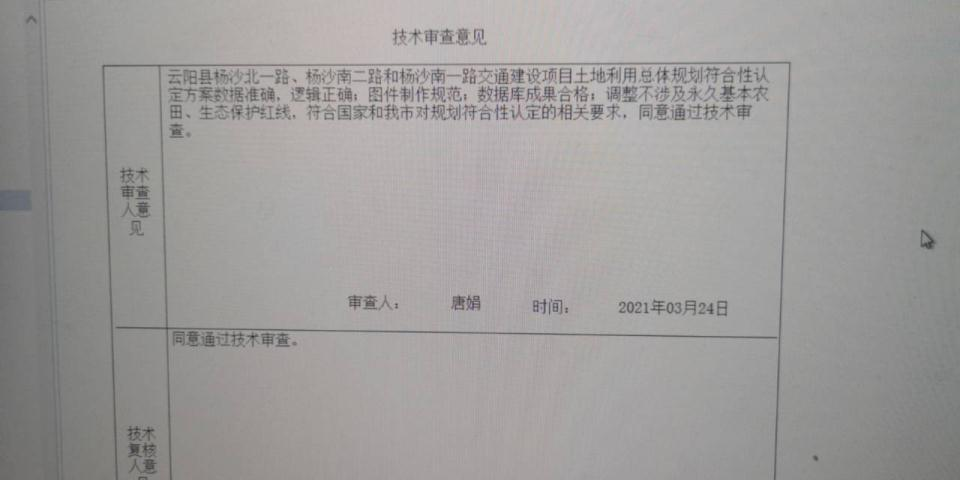 技术审查意见
云阳县杨沙北一路、杨沙南二路和杨沙南一路交通建设项目土地利用总体规划符合性认
定方案数据准确，逻辑正确；图件制作规范；数据库成果合格；调整不涉及永久基本农
田、生态保护红线，符合国家和我市对规划符合性认定的相关要求，同意通过技术审
查。
技术
审查
人意
见
审查人： 唐娟 时间： 2021年03月24日
同意通过技术审查。
技术
复核
人意
见